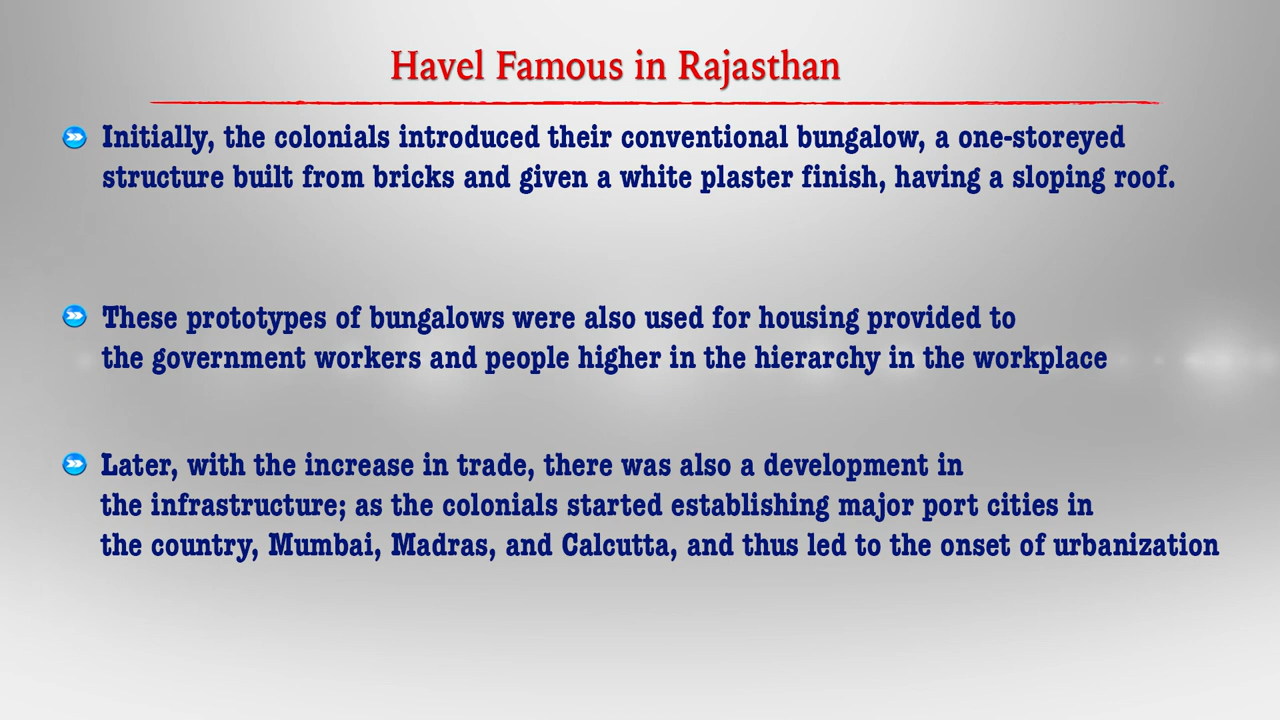 Havel Famous in Rajasthan
Initially, the colonials introduced their conventional bungalow, a one-storeyed
structure built from bricks and given a white plaster finish, having a sloping roof.
These prototypes of bungalows were also used for housing provided to
the government workers and people higher in the hierarchy in the workplace
Later, with the increase in trade, there was also a development in
the infrastructure; as the colonials started establishing major port cities in
the country, Mumbai, Madras, and Calcutta, and thus led to the onset of urbanization